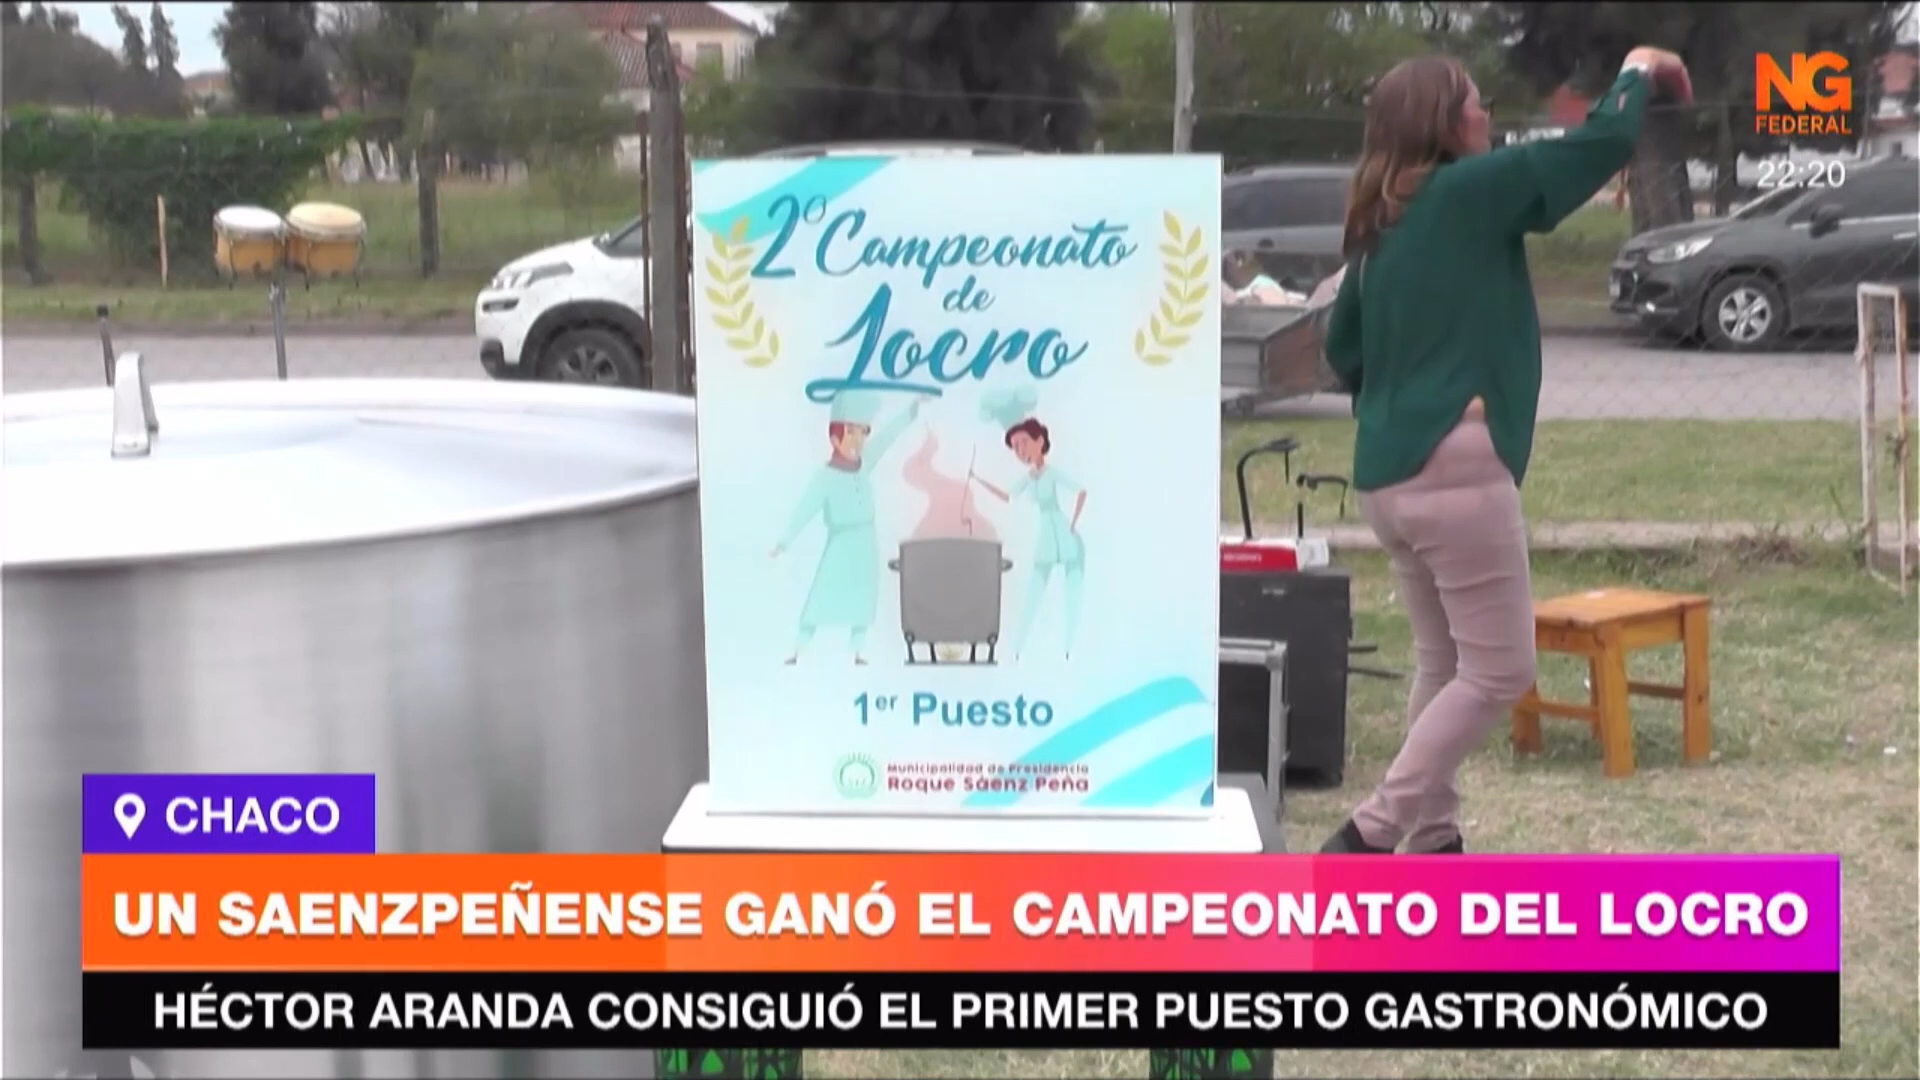 NG
FEDERAL
22:20
2º Campeonato
de
Locro
1er Puesto
Municipalidad de Presidencia
Roque Sáenz Peña
CHACO
UN SAENZPEÑENSE GANÓ EL CAMPEONATO DEL LOCRO
HÉCTOR ARANDA CONSIGUIÓ EL PRIMER PUESTO GASTRONÓMICO